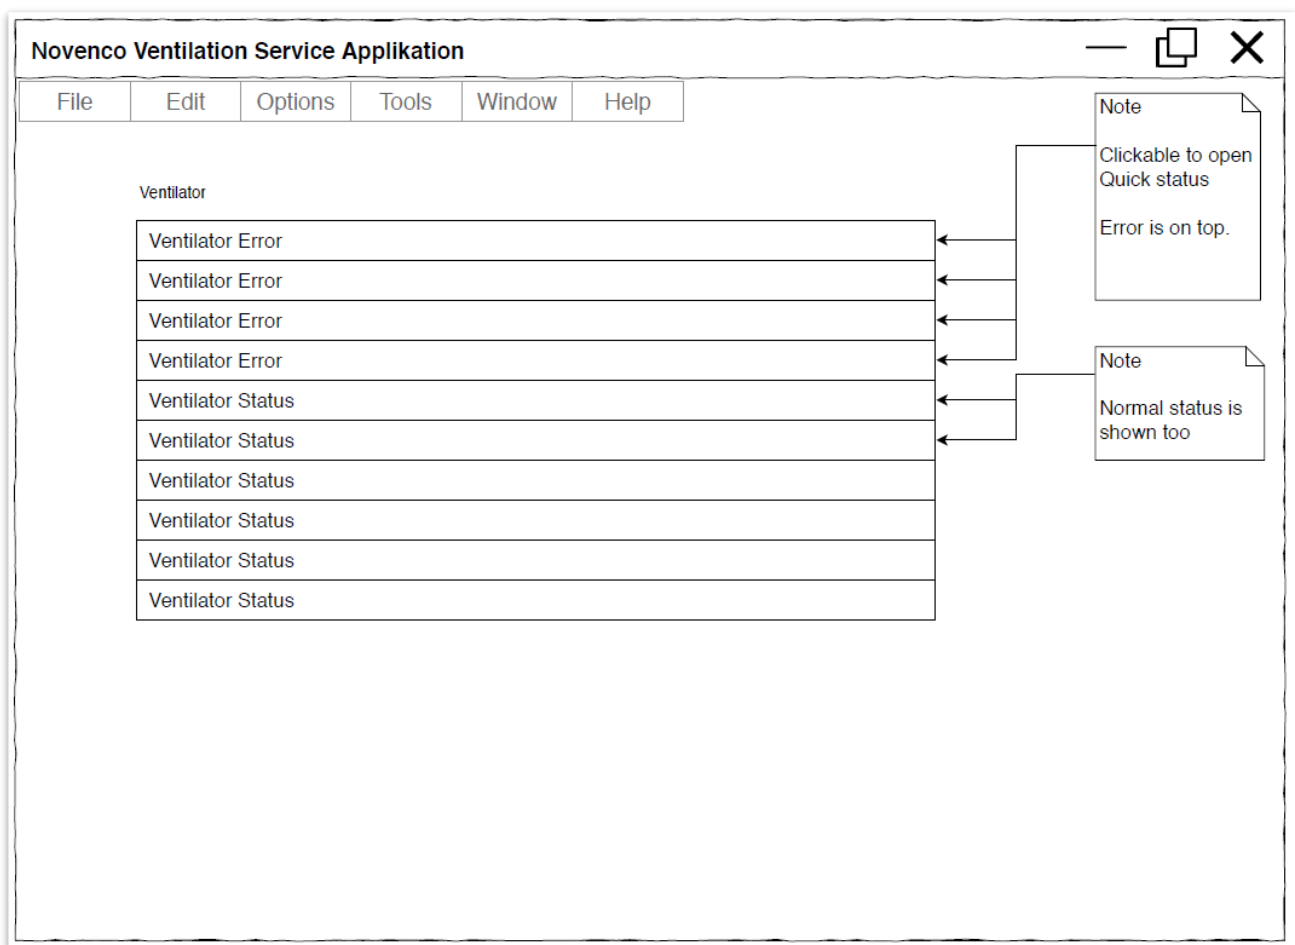 Novenco Ventilation Service Applikation
File Edit Options Tools Window Help
Ventilator
Ventilator Error
Ventilator Error
Ventilator Error
Ventilator Error
Ventilator Status
Ventilator Status
Ventilator Status
Ventilator Status
Ventilator Status
Ventilator Status
Note
Clickable to open
Quick status
Error is on top.
Note
Normal status is
shown too